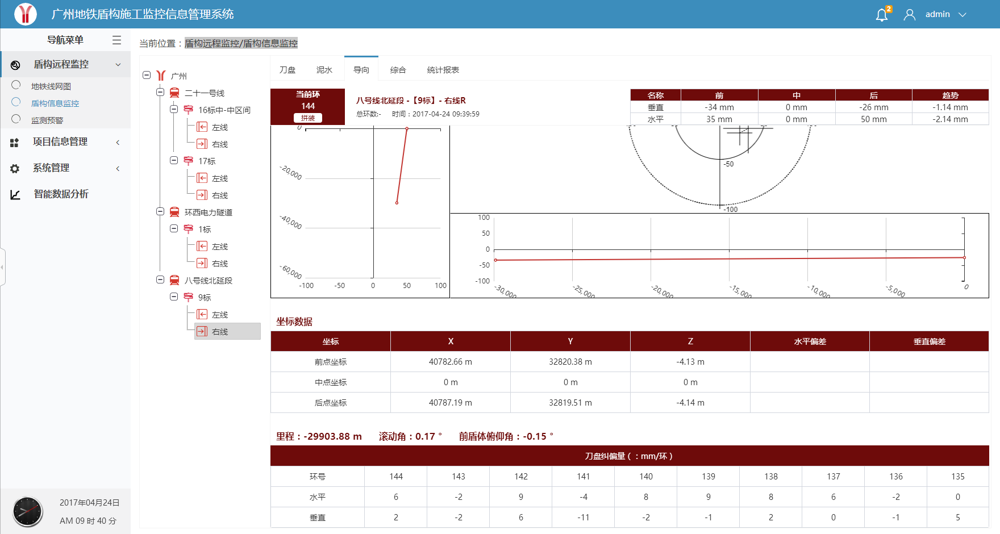 广州地铁盾构施工监控信息管理系统
2
admin
导航菜单
盾构远程监控
地铁线网图
盾构信息监控
监测预警
项目信息管理
系统管理
智能数据分析
2017年04月24日
AM 09 时 40 分
当前位置：盾构远程监控/盾构信息监控
广州
二十一号线
16标中-中区间
左线
右线
17标
左线
右线
环西电力隧道
1标
左线
右线
八号线北延段
9标
左线
右线
刀盘 泥水 导向 综合 统计报表
当前环
144
拼装
八号线北延段 -【9标】- 右线R
总环数:- 时间：2017-04-24 09:39:59
名称 前 中 后 趋势
垂直 -34 mm 0 mm -26 mm -1.14 mm
水平 35 mm 0 mm 50 mm -2.14 mm
0
-20,000
-40,000
-60,000
-100 -50 0 50 100
-50
-100
100
50
0
-50
-100
-30,000 -25,000 -20,000 -15,000 -10,000 -5,000 0
坐标数据
坐标 X Y Z 水平偏差 垂直偏差
前点坐标 40782.66 m 32820.38 m -4.13 m
中点坐标 0 m 0 m 0 m
后点坐标 40787.19 m 32819.51 m -4.14 m
里程：-29903.88 m 滚动角：0.17 ° 前盾体俯仰角：-0.15 °
刀盘纠偏量（：mm/环）
环号 144 143 142 141 140 139 138 137 136 135
水平 6 -2 9 -4 8 9 8 6 -2 0
垂直 2 -2 6 -11 -2 -1 2 0 -1 5